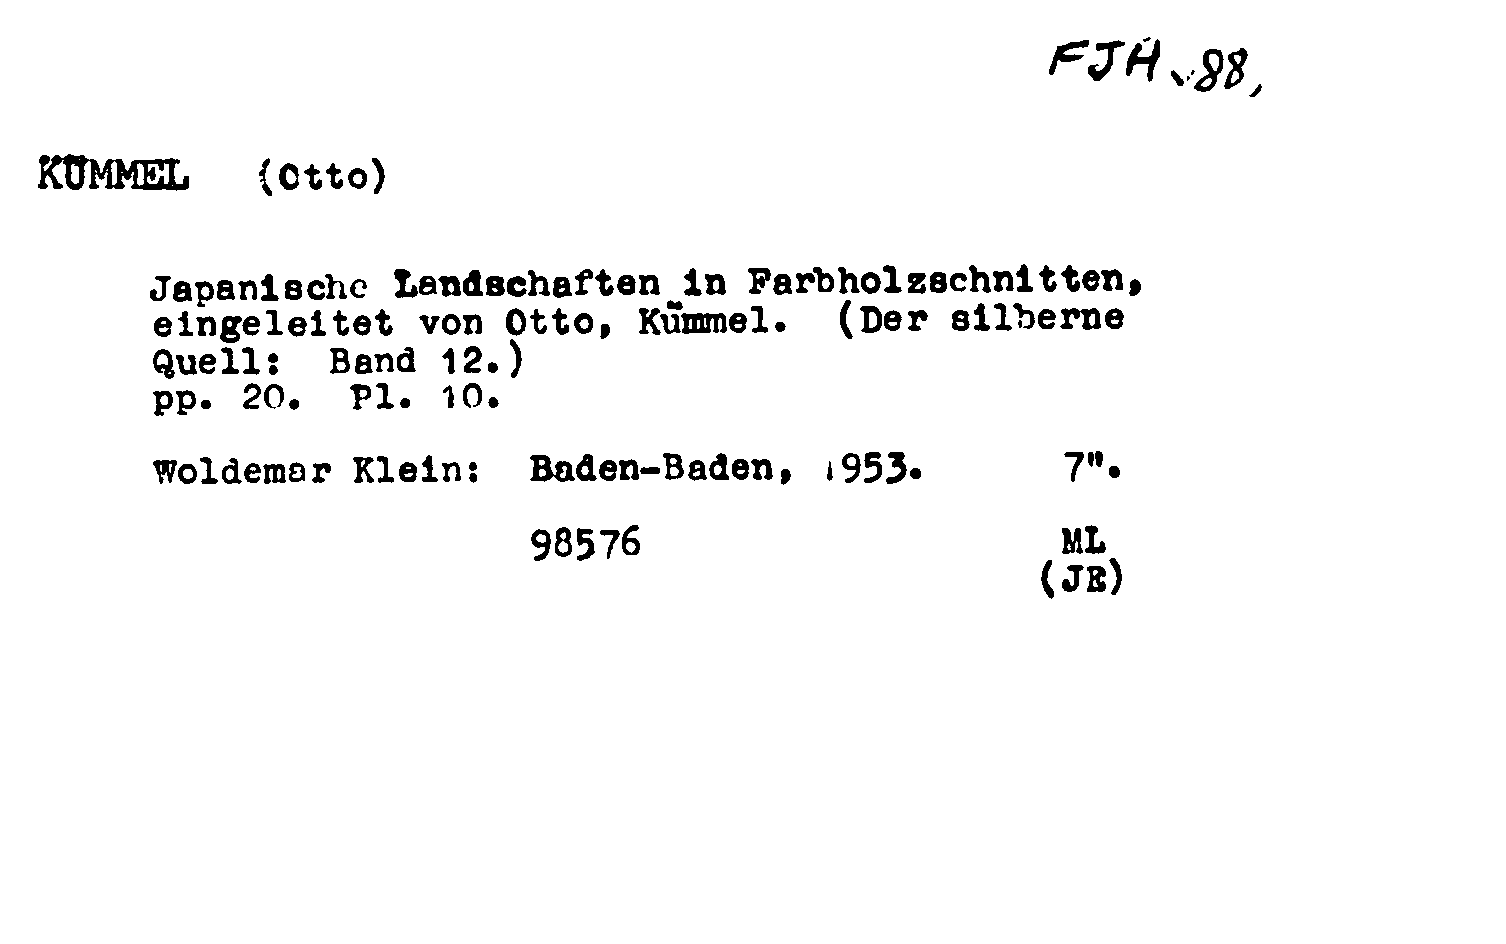 FJH .88,
KÜMMEL (Otto)
Japanische Landschaften in Farbholzschnitten,
eingeleitet von Otto, Kümmel. (Der silberne
Quell: Band 12.)
pp. 20. Pl. 10.
Woldemar Klein: Baden-Baden, 1953. 7".
98576 ML
(JE)